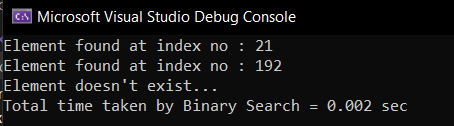 Microsoft Visual Studio Debug Console
Element found at index no : 21
Element found at index no : 192
Element doesn't exist...
Total time taken by Binary Search = 0.002 sec